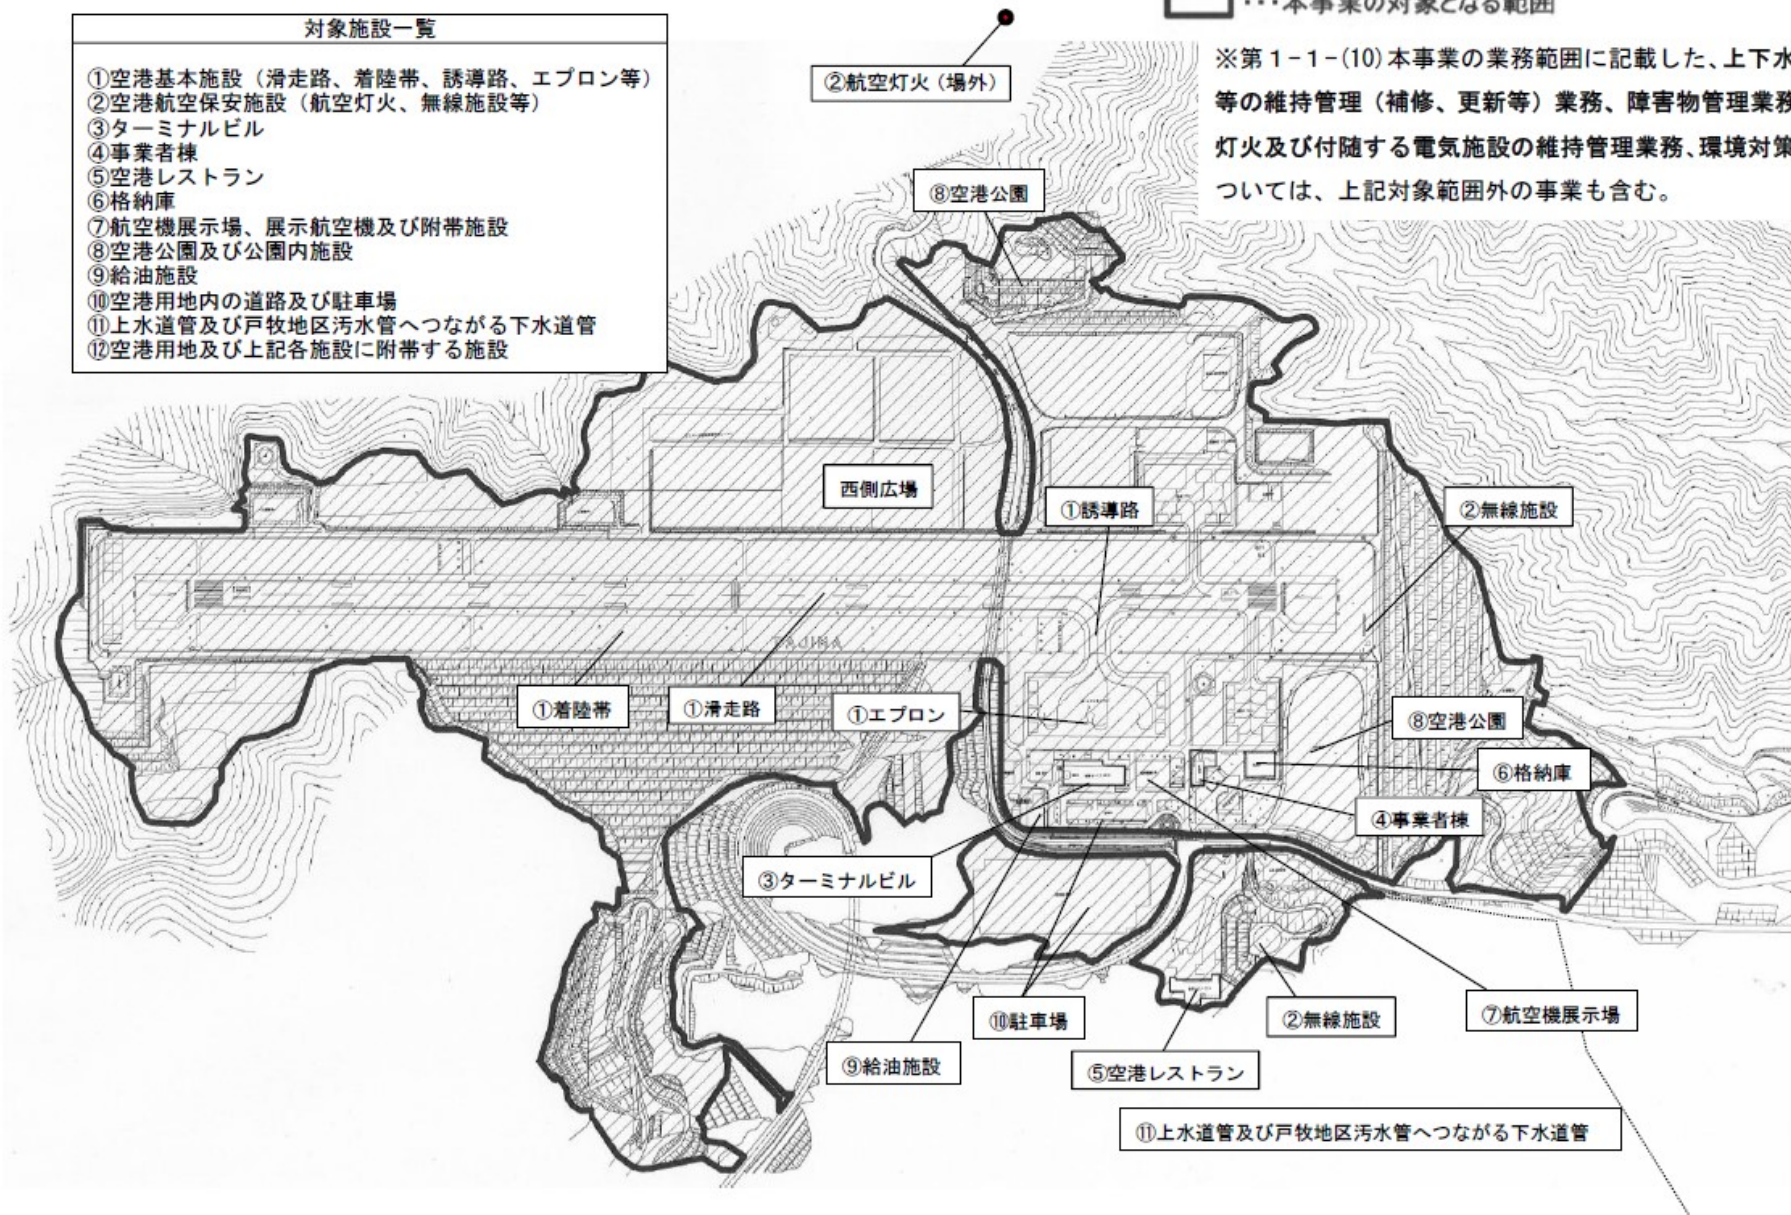 対象施設一覧
①空港基本施設（滑走路、着陸帯、誘導路、エプロン等）
②空港航空保安施設（航空灯火、無線施設等）
③ターミナルビル
④事業者棟
⑤空港レストラン
⑥格納庫
⑦航空機展示場、展示航空機及び附帯施設
⑧空港公園及び公園内施設
⑨給油施設
⑩空港用地内の道路及び駐車場
⑪上水道管及び戸牧地区汚水管へつながる下水道管
⑫空港用地及び上記各施設に附帯する施設
･･･本事業の対象となる範囲
※第１-１-(10)本事業の業務範囲に記載した、上下水
等の維持管理（補修、更新等）業務、障害物管理業務
灯火及び付随する電気施設の維持管理業務、環境対策
ついては、上記対象範囲外の事業も含む。
②航空灯火（場外）
⑧空港公園
西側広場
①誘導路
②無線施設
TAJIMA
①着陸帯
①滑走路
①エプロン
⑧空港公園
⑥格納庫
④事業者棟
③ターミナルビル
⑩駐車場
②無線施設
⑦航空機展示場
⑨給油施設
⑤空港レストラン
⑪上水道管及び戸牧地区汚水管へつながる下水道管